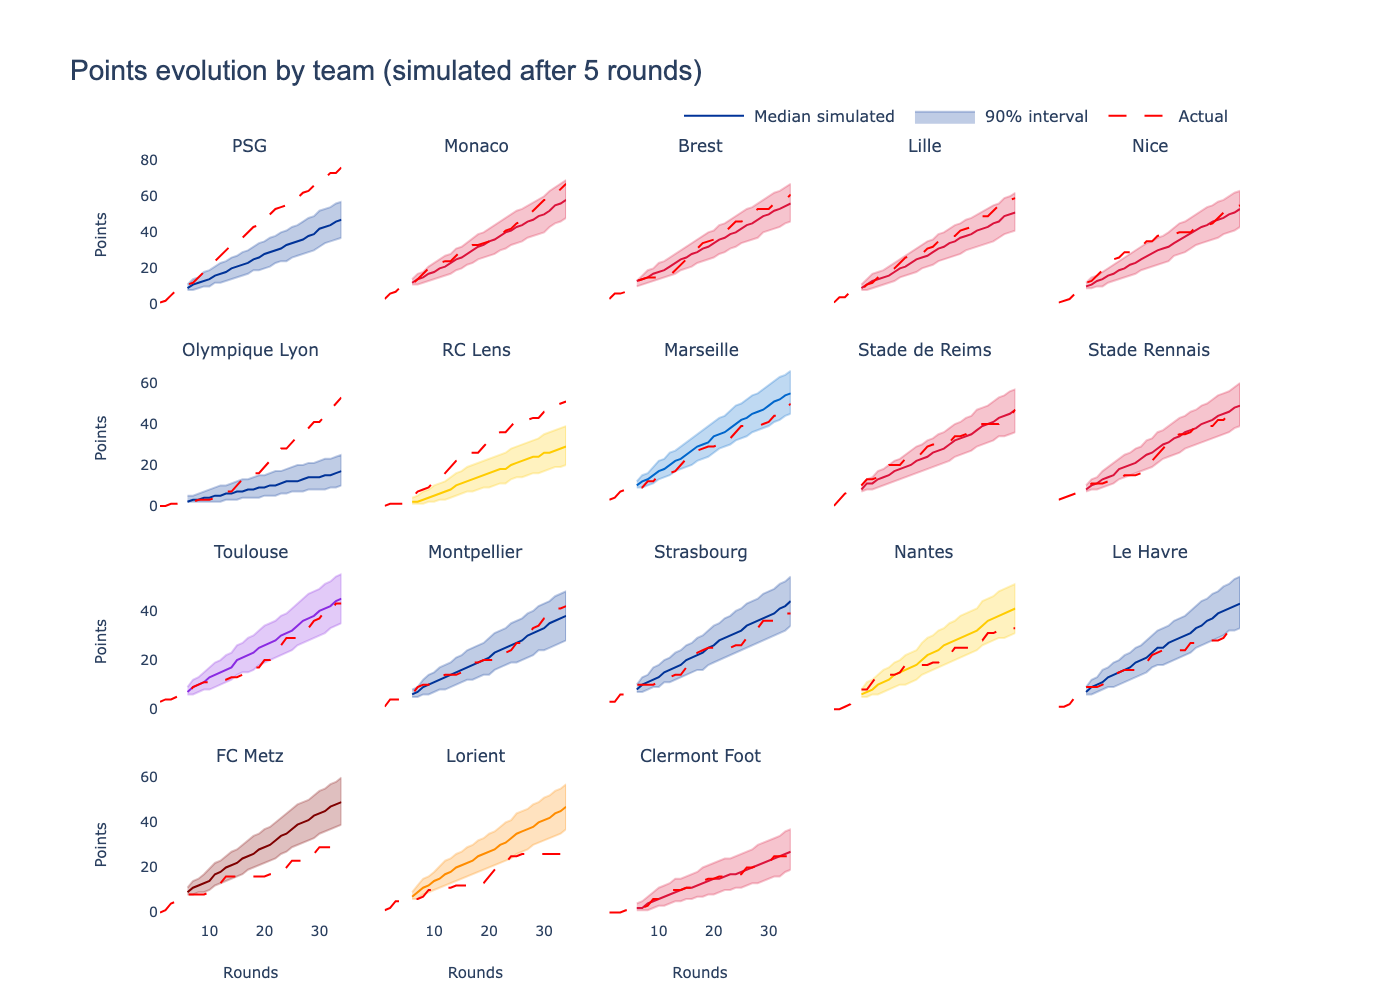 Points evolution by team (simulated after 5 rounds)
Median simulated 90% interval Actual
PSG Monaco Brest Lille Nice
80
60
40
20
0
Points
Olympique Lyon RC Lens Marseille Stade de Reims Stade Rennais
60
40
20
0
Points
Toulouse Montpellier Strasbourg Nantes Le Havre
40
20
0
Points
FC Metz Lorient Clermont Foot
60
40
20
0
Points
10 20 30 10 20 30 10 20 30
Rounds Rounds Rounds